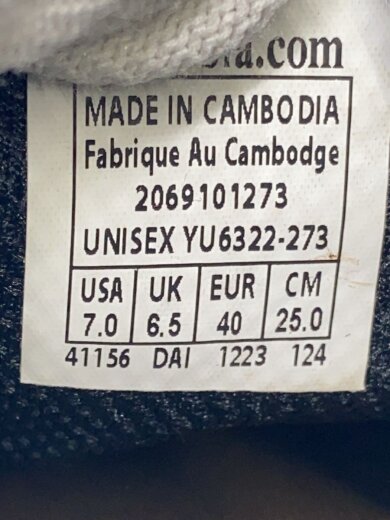 .com
MADE IN CAMBODIA
Fabrique Au Cambodge
2069101273
UNISEX YU6322-273
USA UK EUR CM
7.0 6.5 40 25.0
41156 DAI 1223 124